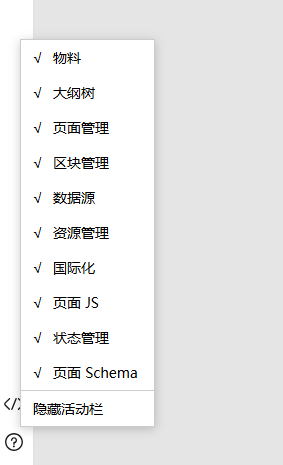 √ 物料
√ 大纲树
√ 页面管理
√ 区块管理
√ 数据源
√ 资源管理
√ 国际化
√ 页面 JS
√ 状态管理
√ 页面 Schema
隐藏活动栏